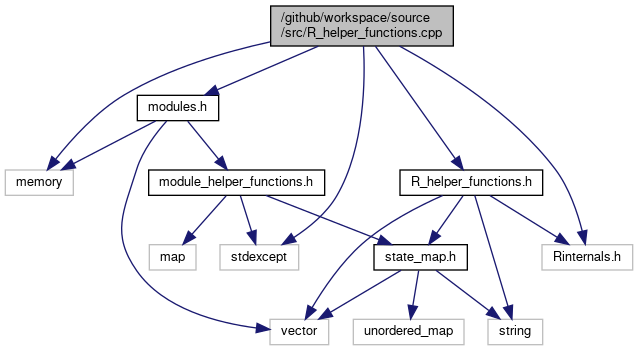 /github/workspace/source
/src/R_helper_functions.cpp
modules.h
memory
module_helper_functions.h
R_helper_functions.h
map
stdexcept
state_map.h
Rinternals.h
vector
unordered_map
string